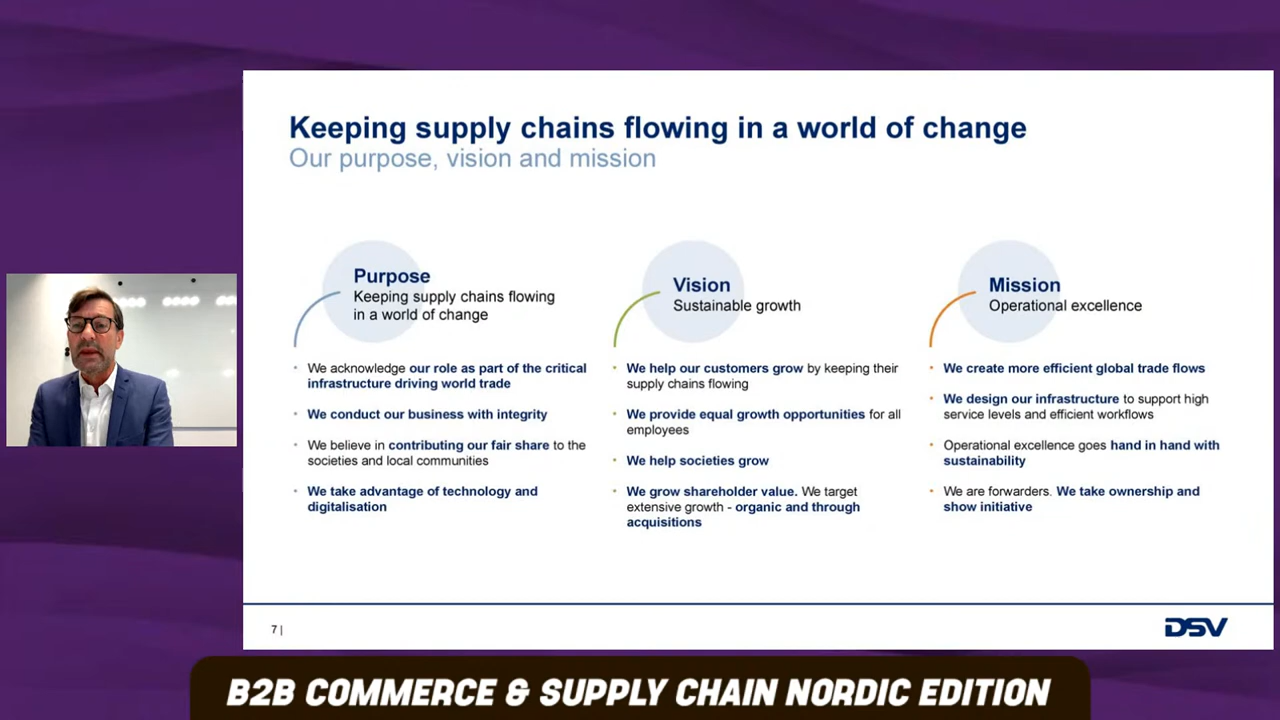 Keeping supply chains flowing in a world of change
Our purpose, vision and mission
Purpose
Keeping supply chains flowing
in a world of change
• We acknowledge our role as part of the critical
infrastructure driving world trade
• We conduct our business with integrity
• We believe in contributing our fair share to the
societies and local communities
• We take advantage of technology and
digitalisation
Vision
Sustainable growth
• We help our customers grow by keeping their
supply chains flowing
• We provide equal growth opportunities for all
employees
• We help societies grow
• We grow shareholder value. We target
extensive growth - organic and through
acquisitions
Mission
Operational excellence
• We create more efficient global trade flows
• We design our infrastructure to support high
service levels and efficient workflows
• Operational excellence goes hand in hand with
sustainability
• We are forwarders. We take ownership and
show initiative
7 |
DSV
B2B COMMERCE & SUPPLY CHAIN NORDIC EDITION